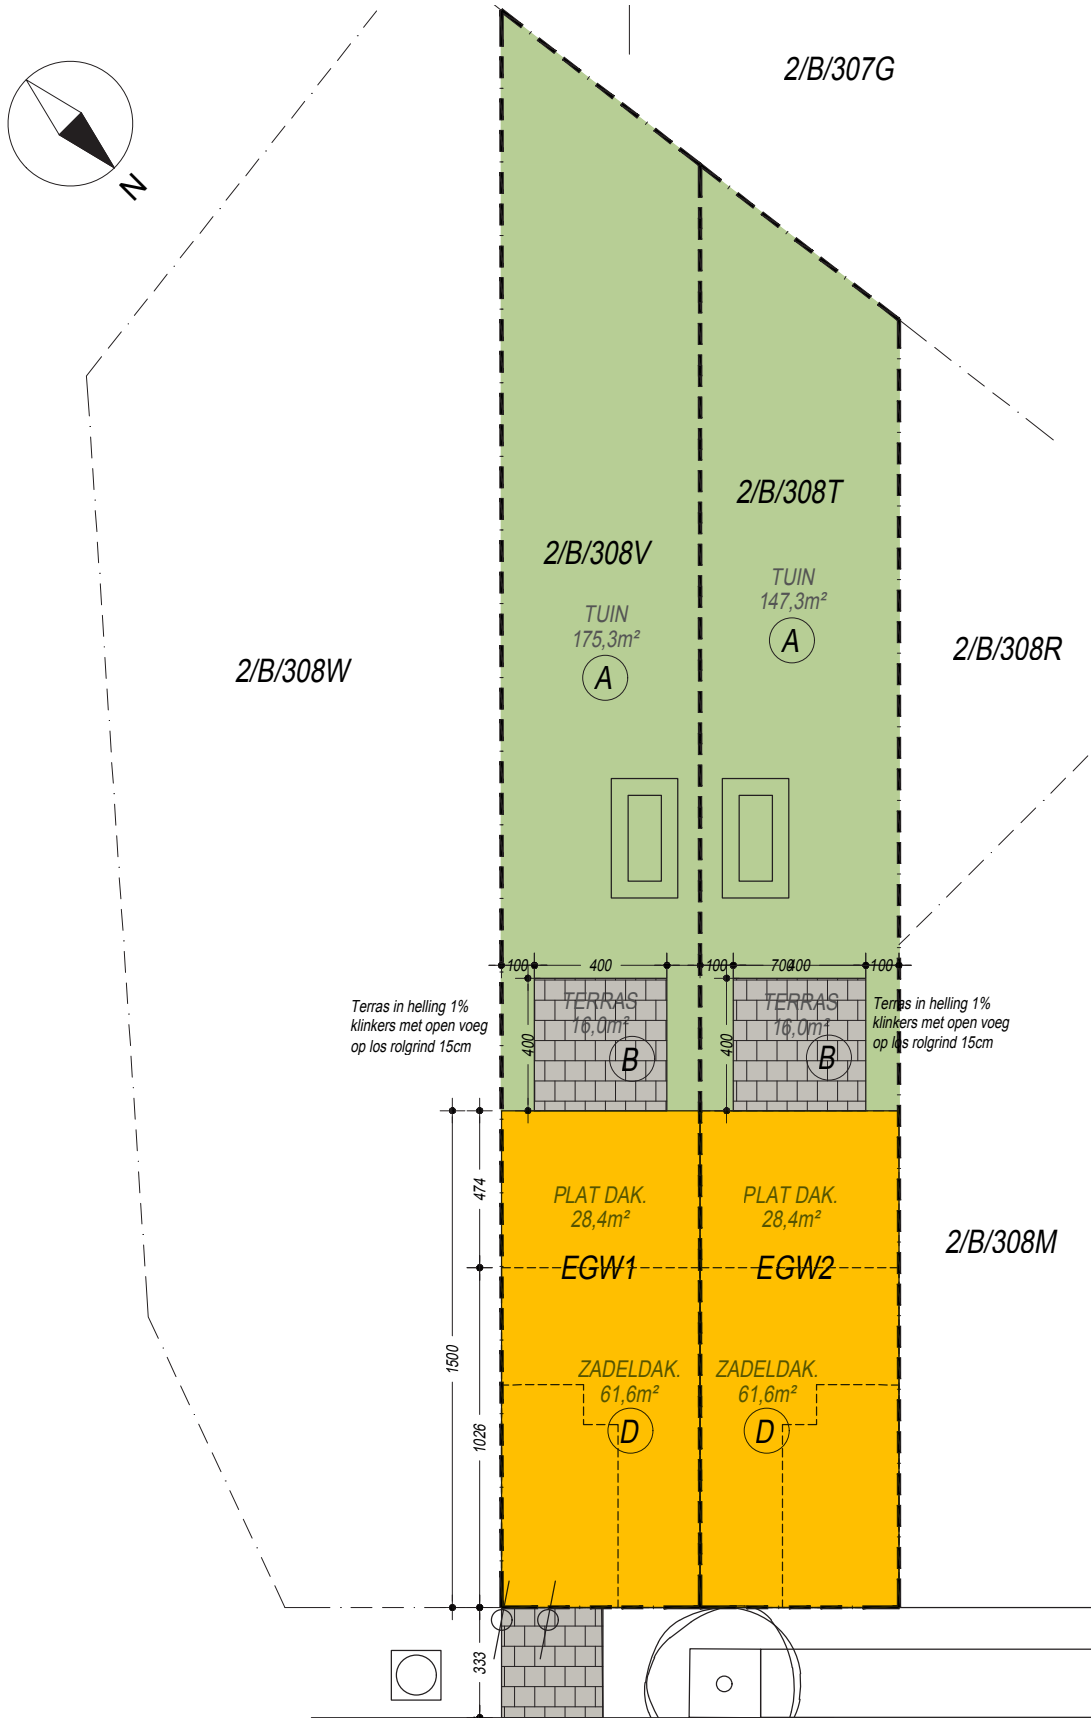 2/B/307G
N
2/B/308T
2/B/308V
TUIN
147,3m²
A
TUIN
175,3m²
A
2/B/308W
2/B/308R
100
400
100
700
400
100
Terras in helling 1%
klinkers met open voeg
op los rolgrind 15cm
400
TERRAS
16,0m²
B
400
TERRAS
16,0m²
B
Terras in helling 1%
klinkers met open voeg
op los rolgrind 15cm
474
PLAT DAK.
28,4m²
PLAT DAK.
28,4m²
EGW1
EGW2
2/B/308M
1500
1026
ZADELDAK.
61,6m²
D
ZADELDAK.
61,6m²
D
333